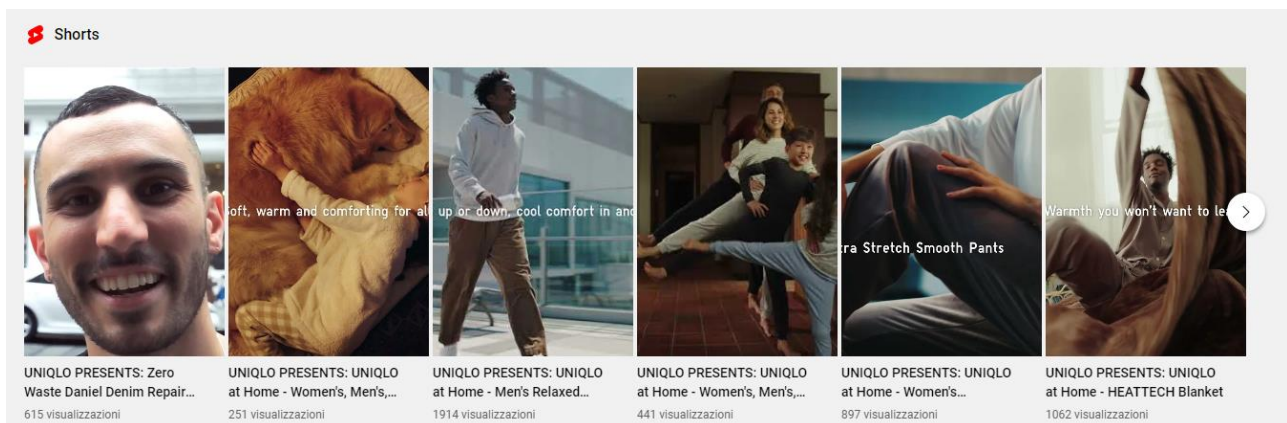 Shorts
Soft, warm and comforting for al
up or down, cool comfort in and
tra Stretch Smooth Pants
Warmth you won't want to le
UNIQLO PRESENTS: Zero
Waste Daniel Denim Repair...
615 visualizzazioni
UNIQLO PRESENTS: UNIQLO
at Home - Women's, Men's,...
251 visualizzazioni
UNIQLO PRESENTS: UNIQLO
at Home - Men's Relaxed...
1914 visualizzazioni
UNIQLO PRESENTS: UNIQLO
at Home - Women's, Men's,...
441 visualizzazioni
UNIQLO PRESENTS: UNIQLO
at Home - Women's...
897 visualizzazioni
UNIQLO PRESENTS: UNIQLO
at Home - HEATTECH Blanket
1062 visualizzazioni